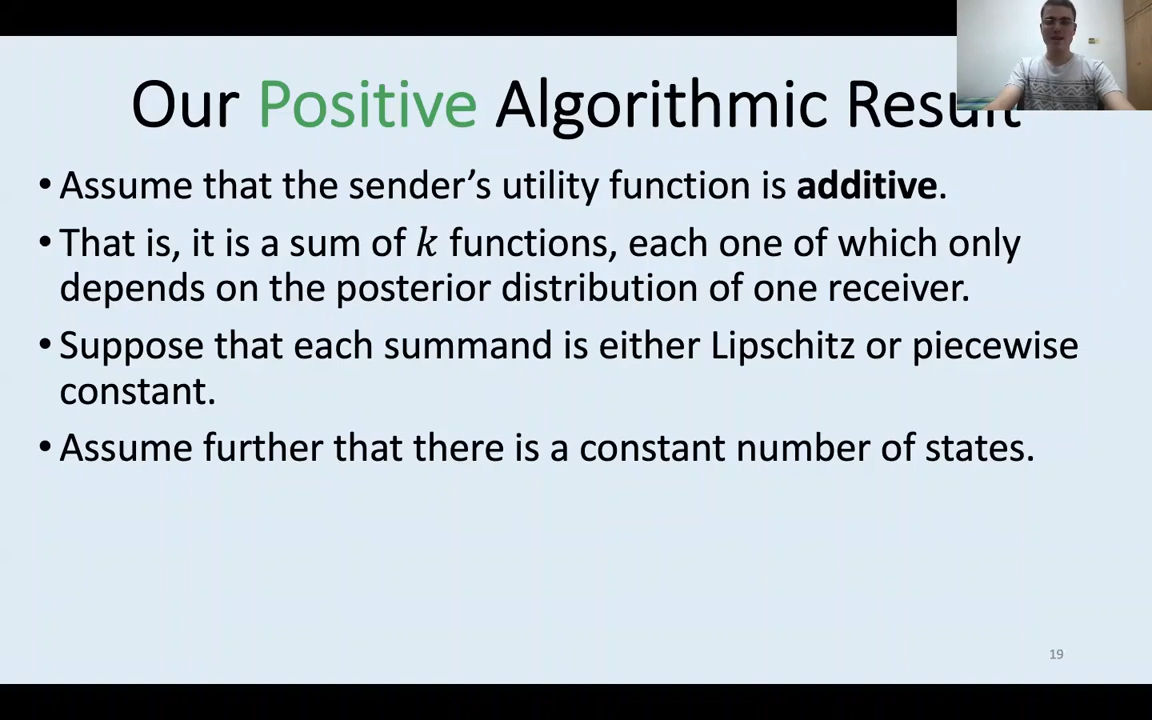 Our Positive Algorithmic Result
• Assume that the sender's utility function is additive.
• That is, it is a sum of k functions, each one of which only
depends on the posterior distribution of one receiver.
• Suppose that each summand is either Lipschitz or piecewise
constant.
• Assume further that there is a constant number of states.
19